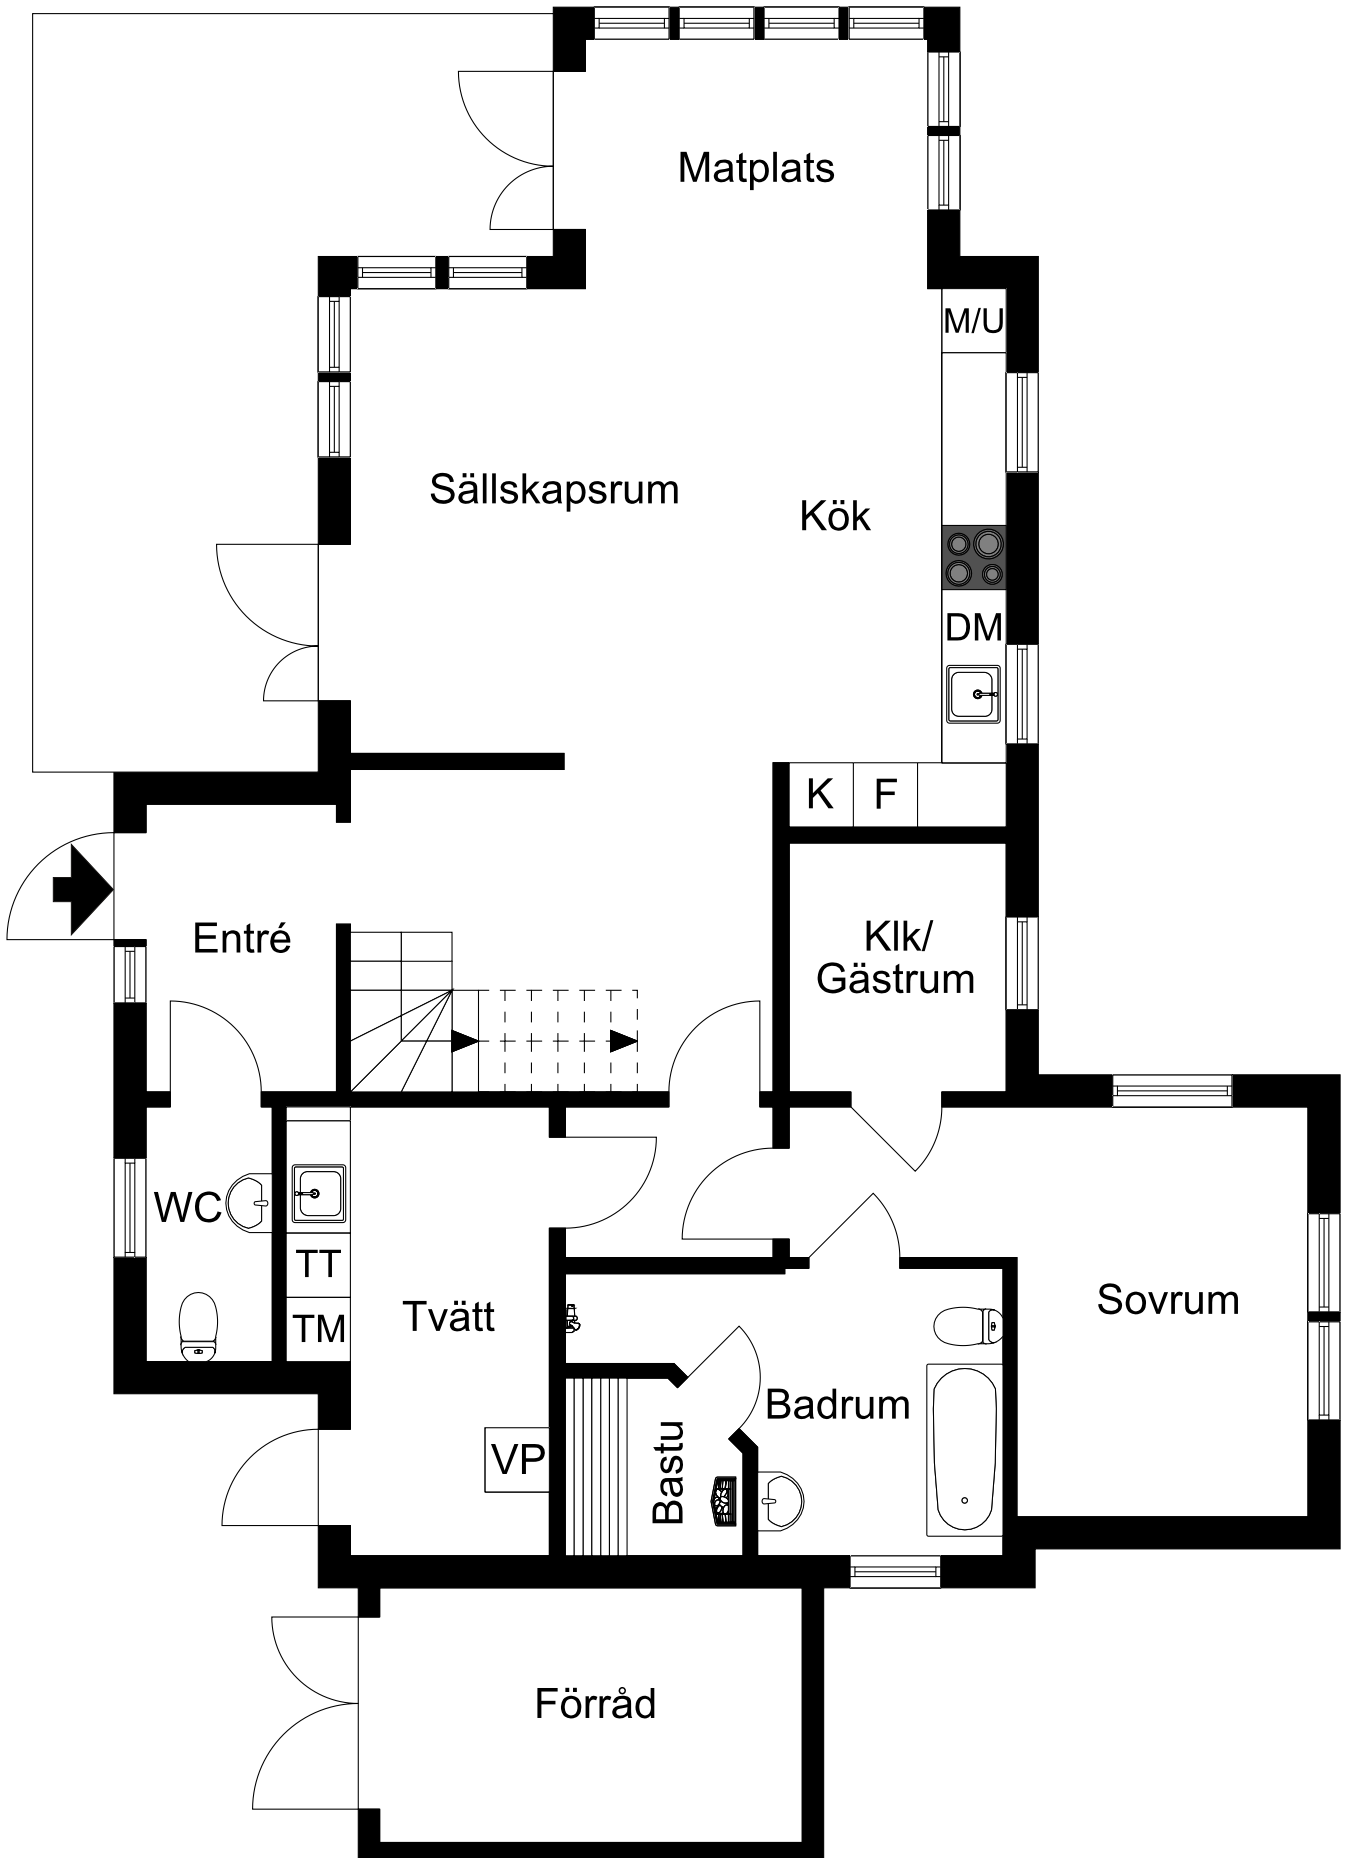 Matplats
M/U
Sällskapsrum
Kök
DM
K
F
Entré
Klk/
Gästrum
WC
TT
TM
Tvätt
Sovrum
Badrum
Bastu
VP
Förråd